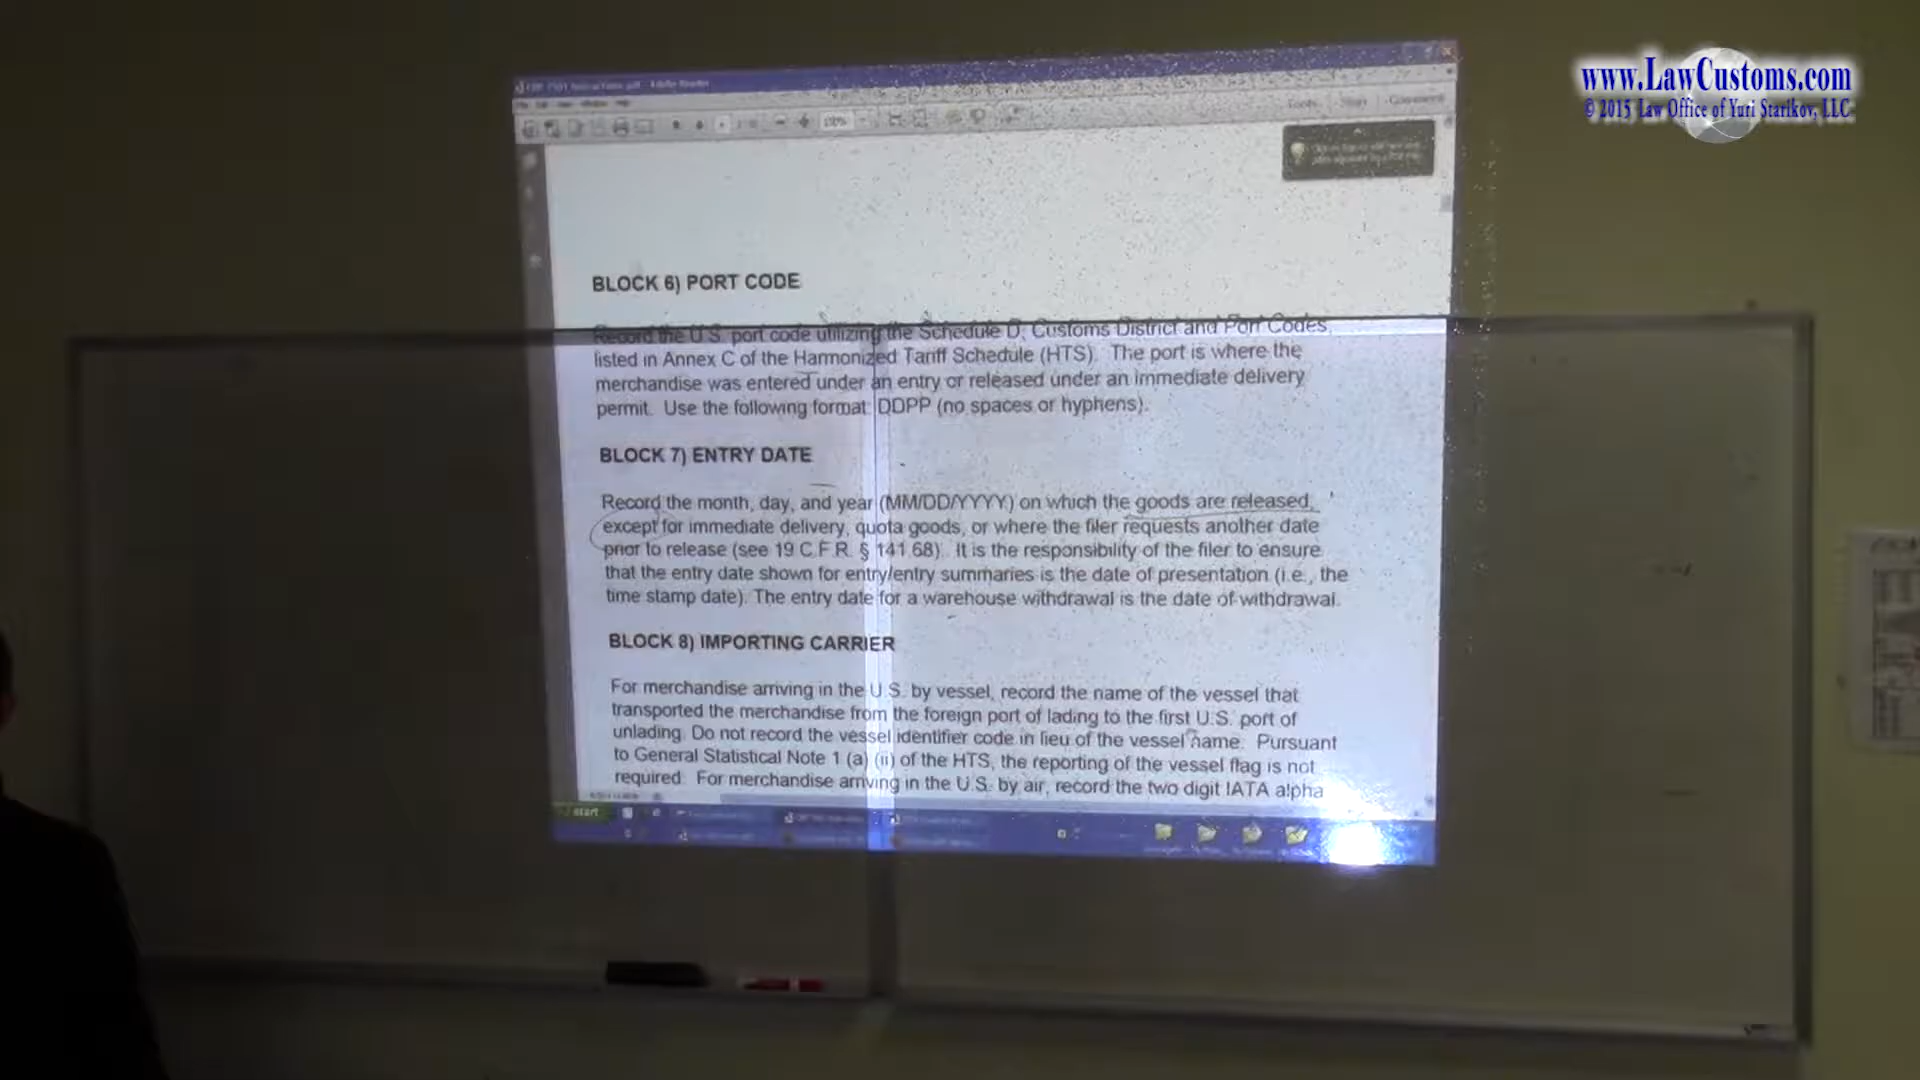 www.LawCustoms.com
© 2015 Law Office of Yuri Starikov, LLC
CBP 7501 Instructions.pdf - Adobe Reader
Tools
Sign
Comment
BLOCK 6) PORT CODE
Record the U.S. port code utilizing the Schedule D, Customs District and Port Codes,
listed in Annex C of the Harmonized Tariff Schedule (HTS). The port is where the
merchandise was entered under an entry or released under an immediate delivery
permit. Use the following format: DDPP (no spaces or hyphens).
BLOCK 7) ENTRY DATE
Record the month, day, and year (MM/DD/YYYY) on which the goods are released,
except for immediate delivery, quota goods, or where the filer requests another date
prior to release (see 19 C.F.R. § 141.68). It is the responsibility of the filer to ensure
that the entry date shown for entry/entry summaries is the date of presentation (i.e., the
time stamp date). The entry date for a warehouse withdrawal is the date of withdrawal.
BLOCK 8) IMPORTING CARRIER
For merchandise arriving in the U.S. by vessel, record the name of the vessel that
transported the merchandise from the foreign port of lading to the first U.S. port of
unlading. Do not record the vessel identifier code in lieu of the vessel name. Pursuant
to General Statistical Note 1 (a) (ii) of the HTS, the reporting of the vessel flag is not
required. For merchandise arriving in the U.S. by air, record the two digit IATA alpha
start